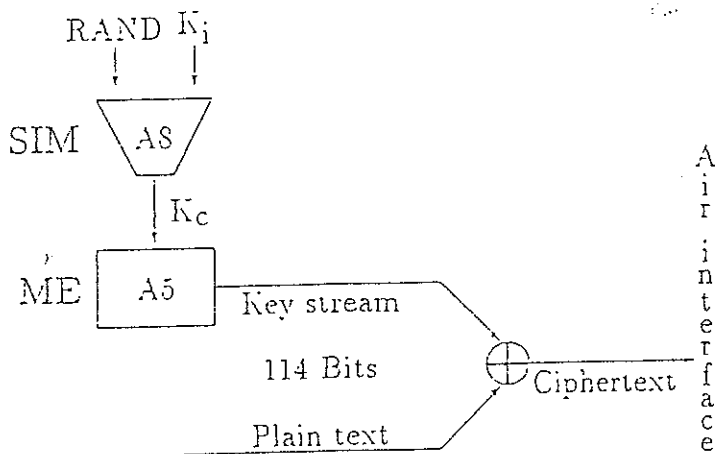 RAND Ki
SIM A8
Kc
ME A5
Key stream
114 Bits
Ciphertext
Plain text
Air interface